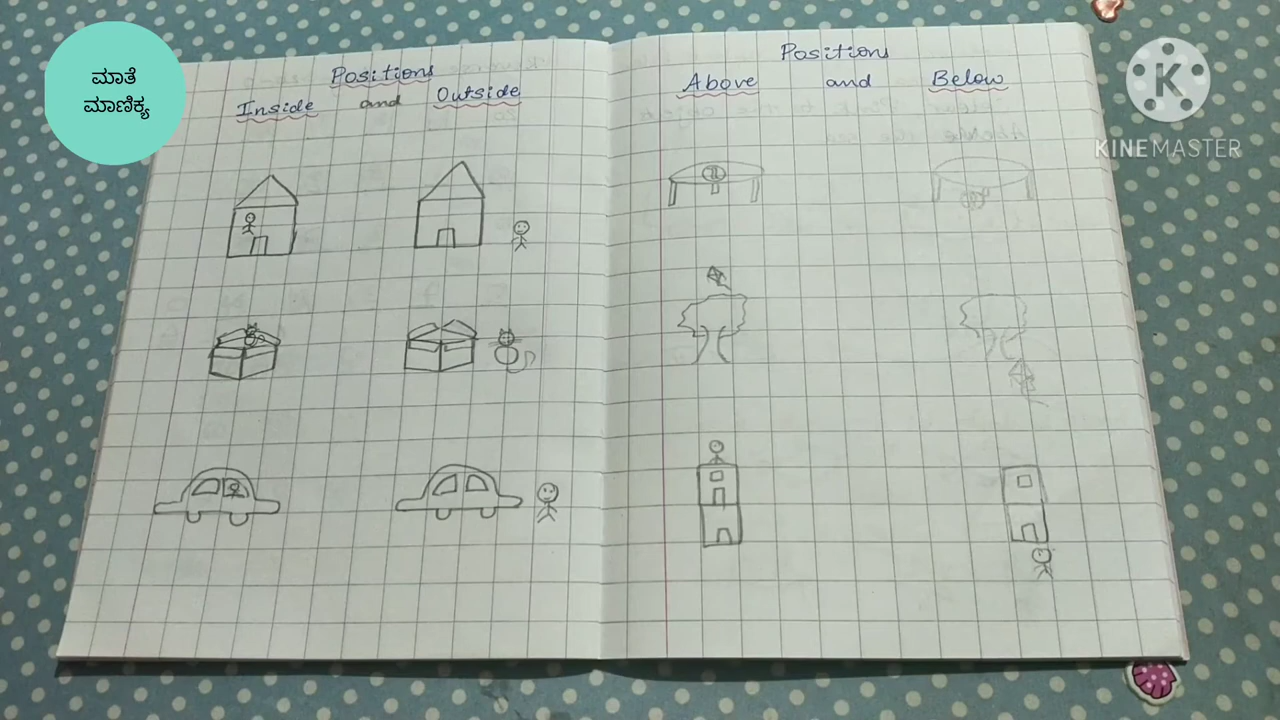 ಮಾತೆ
ಮಾಣಿಕ್ಯ
Positions
Inside and Outside
Positions
Above and Below
K
KINEMASTER